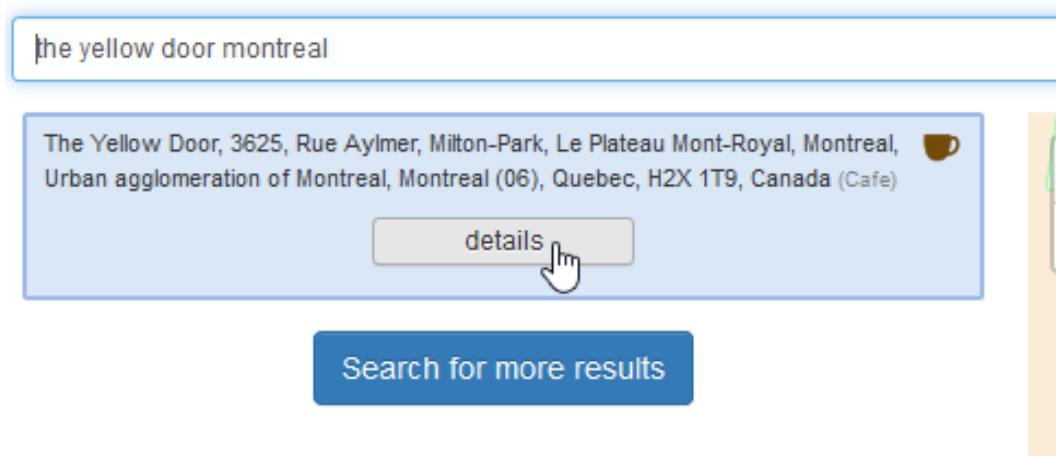 the yellow door montreal
The Yellow Door, 3625, Rue Aylmer, Milton-Park, Le Plateau Mont-Royal, Montreal,
Urban agglomeration of Montreal, Montreal (06), Quebec, H2X 1T9, Canada (Cafe)
details
Search for more results